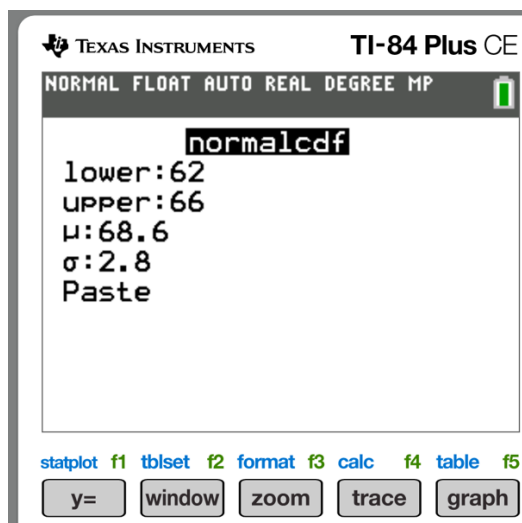 TEXAS INSTRUMENTS TI-84 Plus CE
NORMAL FLOAT AUTO REAL DEGREE MP
normalcdf
lower:62
upper:66
μ:68.6
σ:2.8
Paste
statplot f1 tblset f2 format f3 calc f4 table f5
y= window zoom trace graph